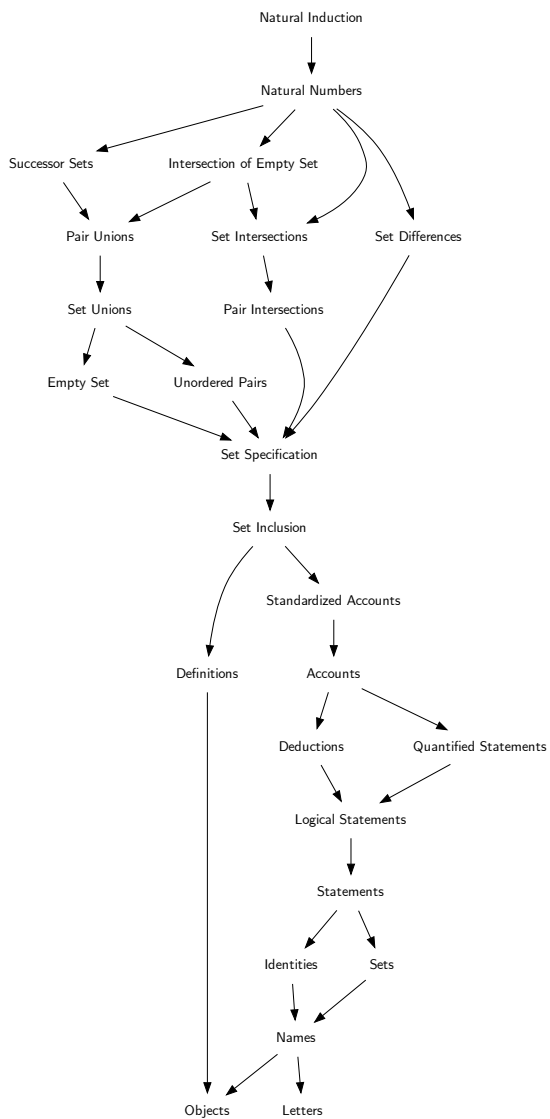 Natural Induction
Natural Numbers
Successor Sets
Intersection of Empty Set
Pair Unions
Set Intersections
Set Differences
Set Unions
Pair Intersections
Empty Set
Unordered Pairs
Set Specification
Set Inclusion
Standardized Accounts
Definitions
Accounts
Deductions
Quantified Statements
Logical Statements
Statements
Identities
Sets
Names
Objects
Letters